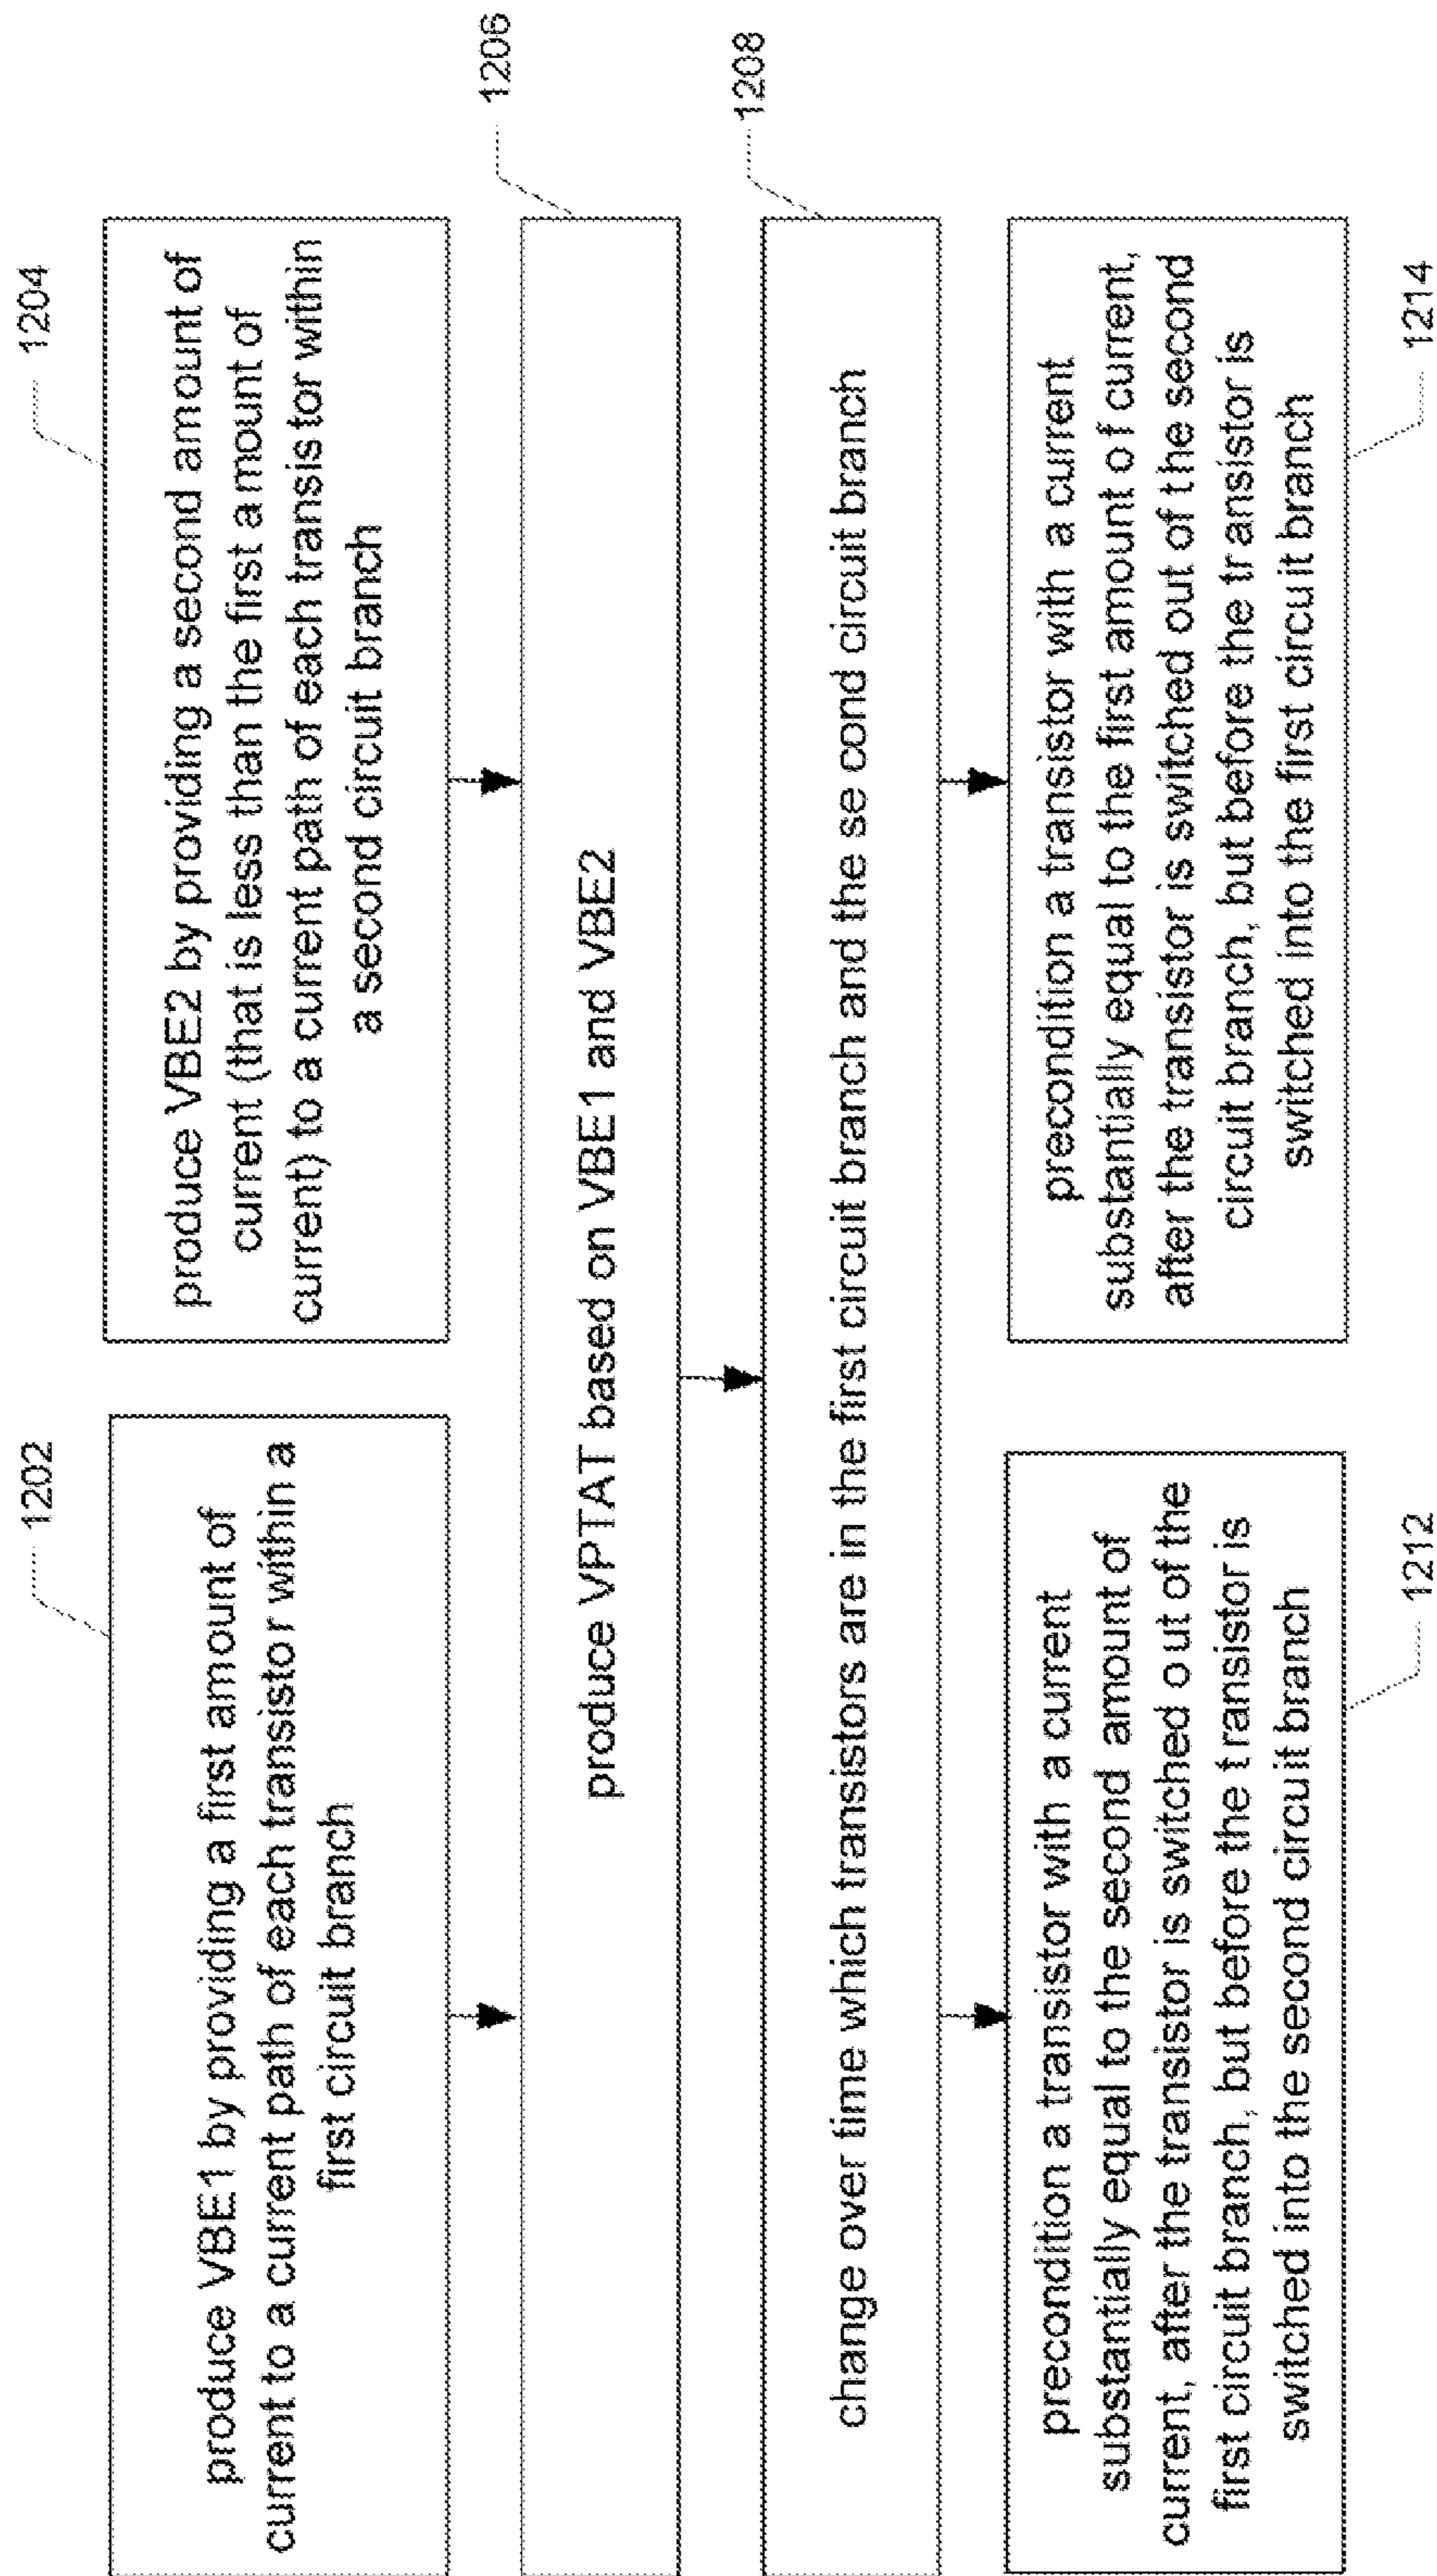 1202
produce VBE1 by providing a first amount of
current to a current path of each transistor within a
first circuit branch
1204
produce VBE2 by providing a second amount of
current (that is less than the first amount of
current) to a current path of each transistor within
a second circuit branch
1206
produce VPTAT based on VBE1 and VBE2
1208
change over time which transistors are in the first circuit branch and the se cond circuit branch
precondition a transistor with a current
substantially equal to the second amount of
current, after the transistor is switched out of the
first circuit branch, but before the transistor is
switched into the second circuit branch
1212
precondition a transistor with a current
substantially equal to the first amount of current,
after the transistor is switched out of the second
circuit branch, but before the transistor is
switched into the first circuit branch
1214